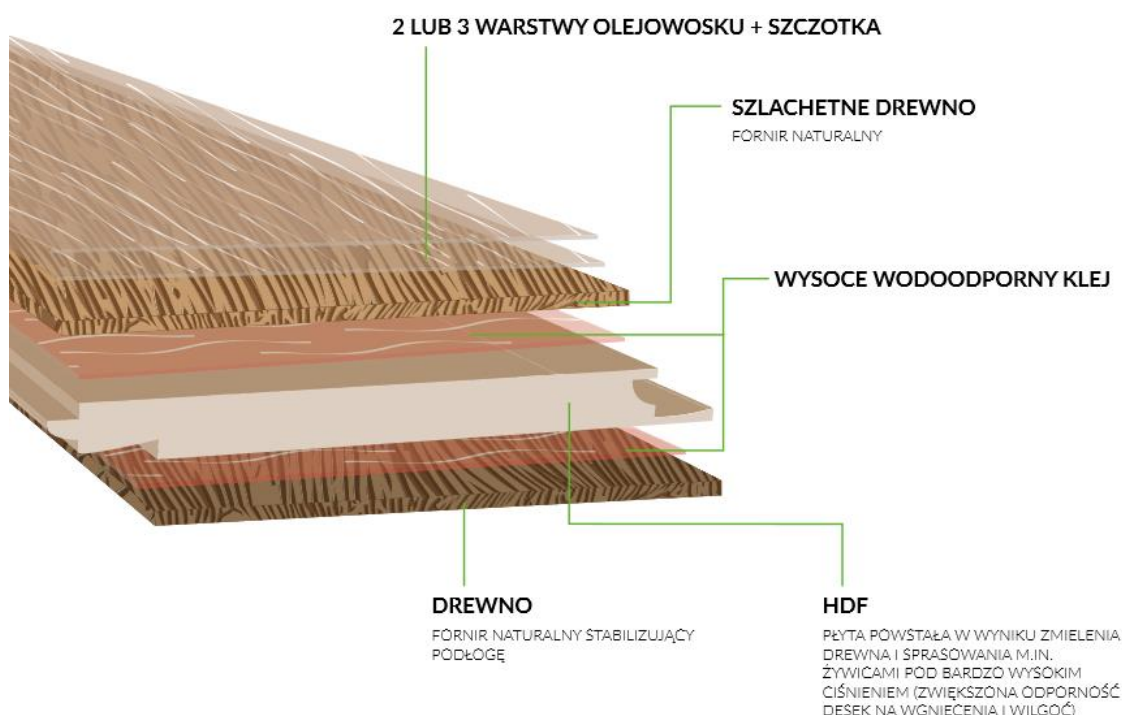 2 LUB 3 WARSTWY OLEJOWOSKU + SZCZOTKA
SZLACHETNE DREWNO
FORNIR NATURALNY
WYSOCE WODOODPORNY KLEJ
DREWNO
FORNIR NATURALNY STABILIZUJĄCY
PODŁOGĘ
HDF
PŁYTA POWSTAŁA W WYNIKU ZMIELENIA
DREWNA I SPRASOWANIA M.IN.
ŻYWICAMI POD BARDZO WYSOKIM
CIŚNIENIEM (ZWIĘKSZONA ODPORNOŚĆ
DESEK NA WGNIECENIA I WILGOĆ)